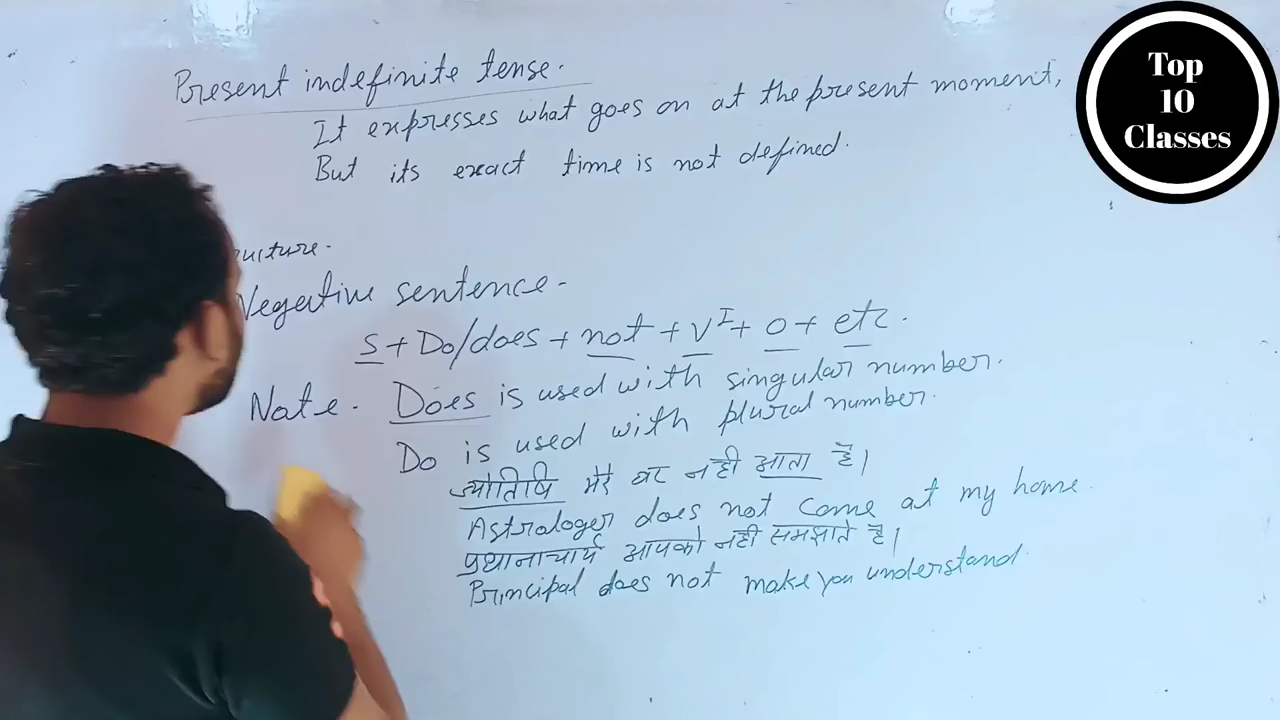 Present indefinite tense.
It expresses what goes on at the present moment,
But its exact time is not defined.
ructure.
Negertive sentence.
S + Do/does + not + V^I + O + etc.
Note. Does is used with singular number.
Do is used with plural number.
ज्योतिषि मेरे घर नही आता है।
Astrologer does not come at my home.
प्रधानाचार्य आपको नही समझाते है।
Principal does not make you understand.
Top
10
Classes